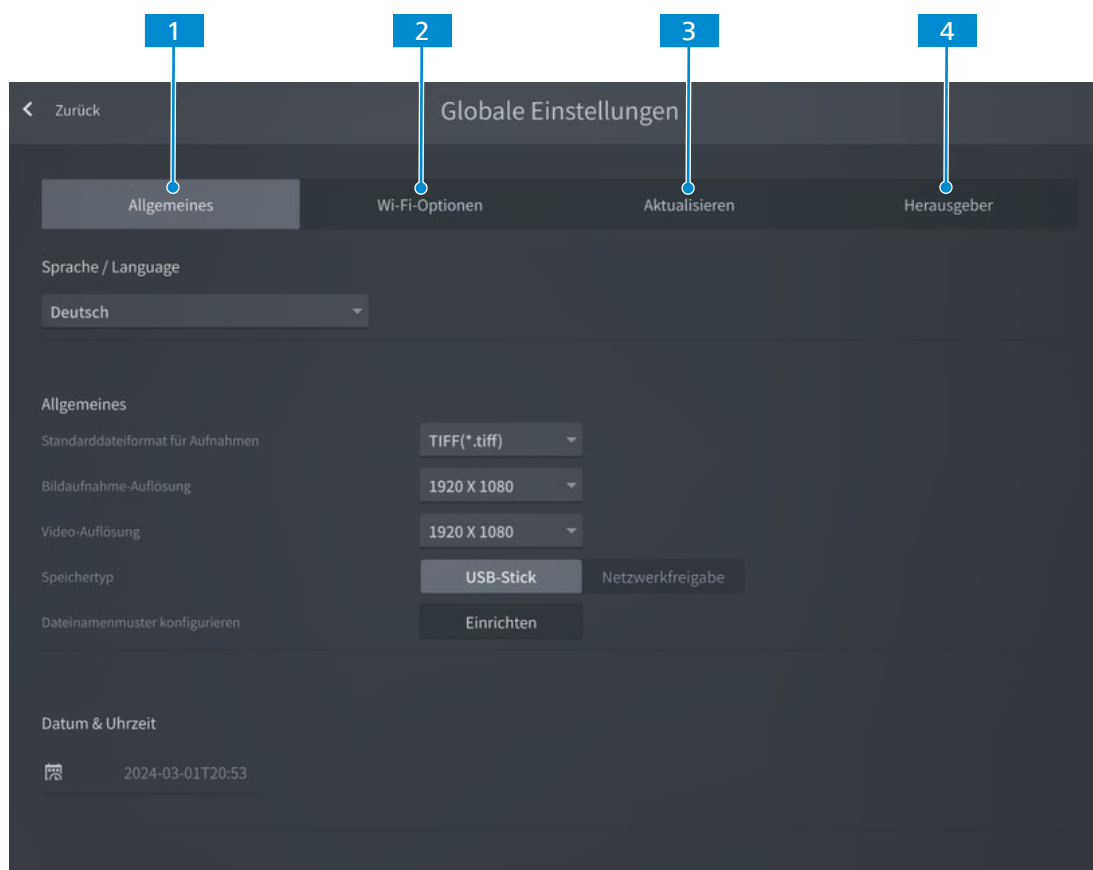 1 2 3 4
Zurück Globale Einstellungen
Allgemeines Wi-Fi-Optionen Aktualisieren Herausgeber
Sprache / Language
Deutsch
Allgemeines
Standarddateiformat für Aufnahmen TIFF(*.tiff)
Bildaufnahme-Auflösung 1920 X 1080
Video-Auflösung 1920 X 1080
Speichertyp USB-Stick Netzwerkfreigabe
Dateinamenmuster konfigurieren Einrichten
Datum & Uhrzeit
2024-03-01T20:53